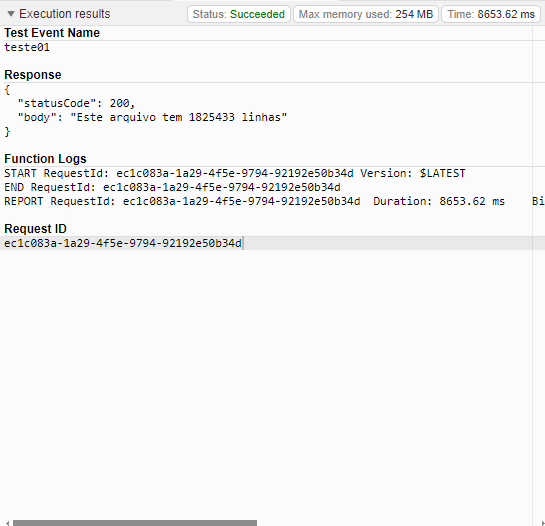 Execution results
Status: Succeeded
Max memory used: 254 MB
Time: 8653.62 ms
Test Event Name
teste01
Response
{
  "statusCode": 200,
  "body": "Este arquivo tem 1825433 linhas"
}
Function Logs
START RequestId: ec1c083a-1a29-4f5e-9794-92192e50b34d Version: $LATEST
END RequestId: ec1c083a-1a29-4f5e-9794-92192e50b34d
REPORT RequestId: ec1c083a-1a29-4f5e-9794-92192e50b34d  Duration: 8653.62 ms    Bi
Request ID
ec1c083a-1a29-4f5e-9794-92192e50b34d